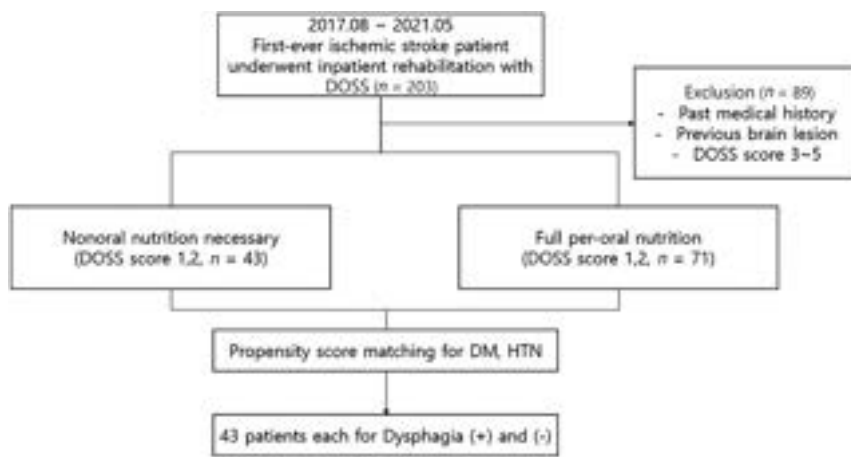 2017.08 ~ 2021.05
First-ever ischemic stroke patient
underwent inpatient rehabilitation with
DOSS (n = 203)
Exclusion (n = 89)
- Past medical history
- Previous brain lesion
- DOSS score 3~5
Nonoral nutrition necessary
(DOSS score 1,2, n = 43)
Full per-oral nutrition
(DOSS score 1,2, n = 71)
Propensity score matching for DM, HTN
43 patients each for Dysphagia (+) and (-)